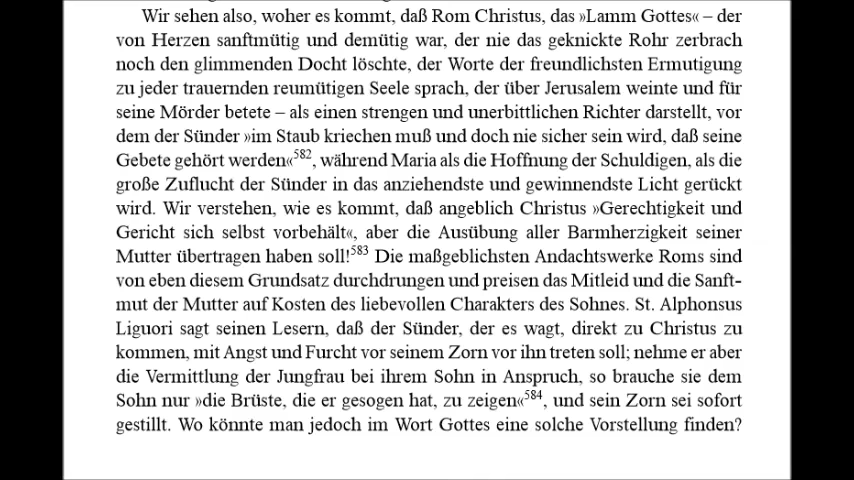 Wir sehen also, woher es kommt, daß Rom Christus, das »Lamm Gottes« – der
von Herzen sanftmütig und demütig war, der nie das geknickte Rohr zerbrach
noch den glimmenden Docht löschte, der Worte der freundlichsten Ermutigung
zu jeder trauernden reumütigen Seele sprach, der über Jerusalem weinte und für
seine Mörder betete – als einen strengen und unerbittlichen Richter darstellt, vor
dem der Sünder »im Staub kriechen muß und doch nie sicher sein wird, daß seine
Gebete gehört werden«582, während Maria als die Hoffnung der Schuldigen, als die
große Zuflucht der Sünder in das anziehendste und gewinnendste Licht gerückt
wird. Wir verstehen, wie es kommt, daß angeblich Christus »Gerechtigkeit und
Gericht sich selbst vorbehält«, aber die Ausübung aller Barmherzigkeit seiner
Mutter übertragen haben soll!583 Die maßgeblichsten Andachtswerke Roms sind
von eben diesem Grundsatz durchdrungen und preisen das Mitleid und die Sanft-
mut der Mutter auf Kosten des liebevollen Charakters des Sohnes. St. Alphonsus
Liguori sagt seinen Lesern, daß der Sünder, der es wagt, direkt zu Christus zu
kommen, mit Angst und Furcht vor seinem Zorn vor ihn treten soll; nehme er aber
die Vermittlung der Jungfrau bei ihrem Sohn in Anspruch, so brauche sie dem
Sohn nur »die Brüste, die er gesogen hat, zu zeigen«584, und sein Zorn sei sofort
gestillt. Wo könnte man jedoch im Wort Gottes eine solche Vorstellung finden?